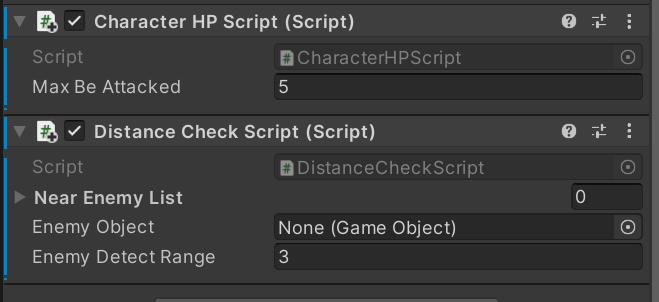 Character HP Script (Script)
Script CharacterHPScript
Max Be Attacked 5
Distance Check Script (Script)
Script DistanceCheckScript
Near Enemy List 0
Enemy Object None (Game Object)
Enemy Detect Range 3